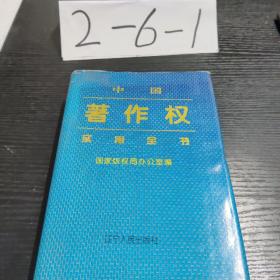 2-6-1
中国
著作权
实用全书
国家版权局办公室编
辽宁人民出版社